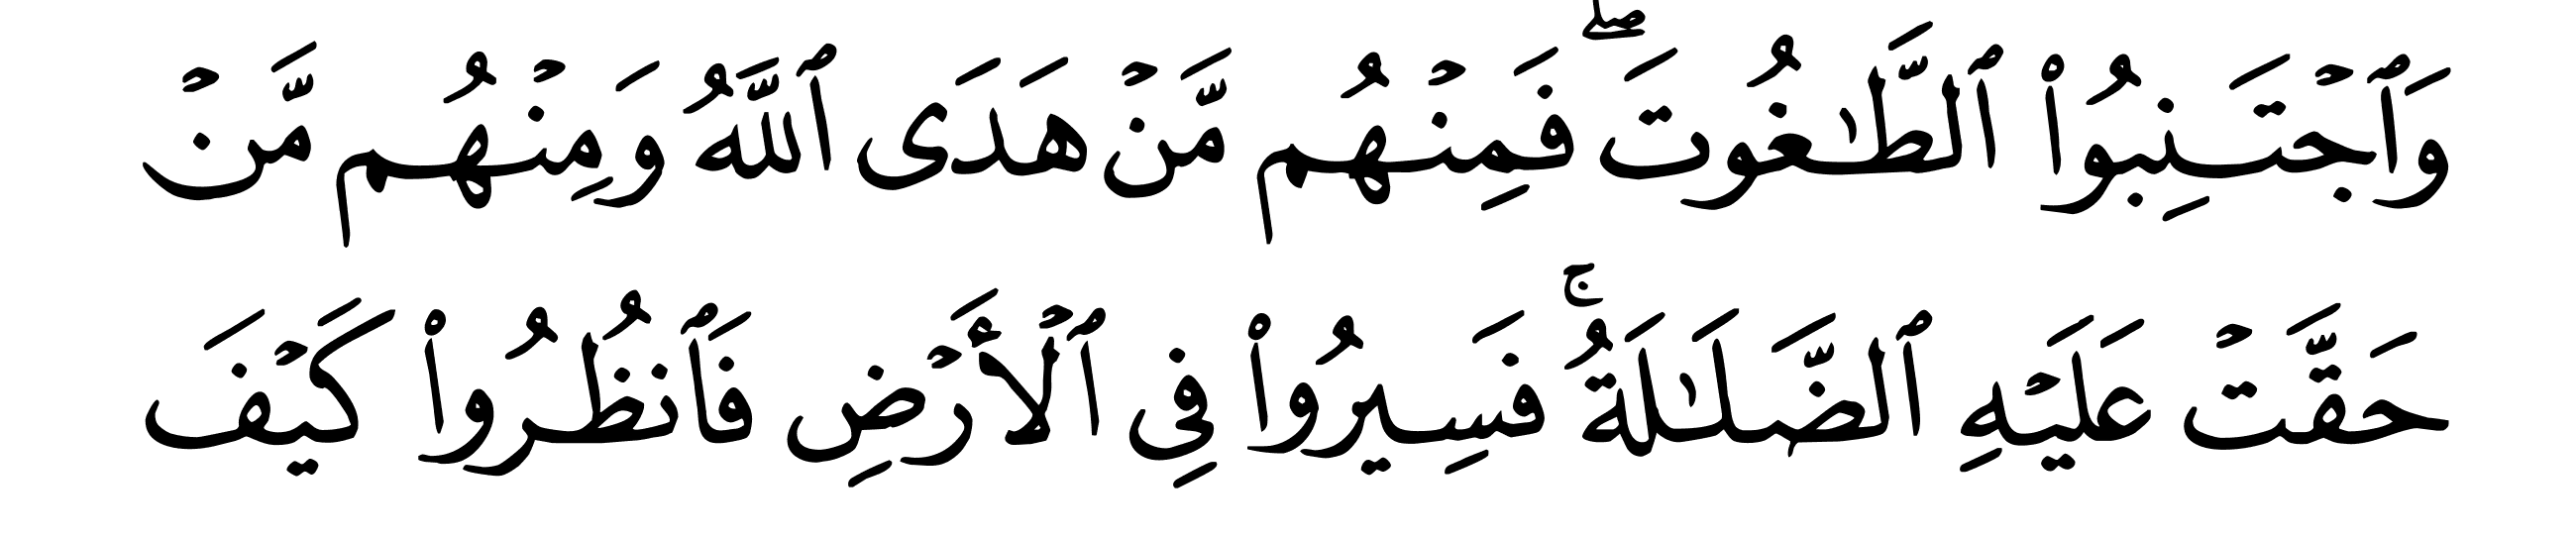 وَٱجۡتَنِبُواْ ٱلطَّٰغُوتَۖ فَمِنۡهُم مَّنۡ هَدَى ٱللَّهُ وَمِنۡهُم مَّنۡ
حَقَّتۡ عَلَيۡهِ ٱلضَّلَٰلَةُۚ فَسِيرُواْ فِي ٱلۡأَرۡضِ فَٱنظُرُواْ كَيۡفَ